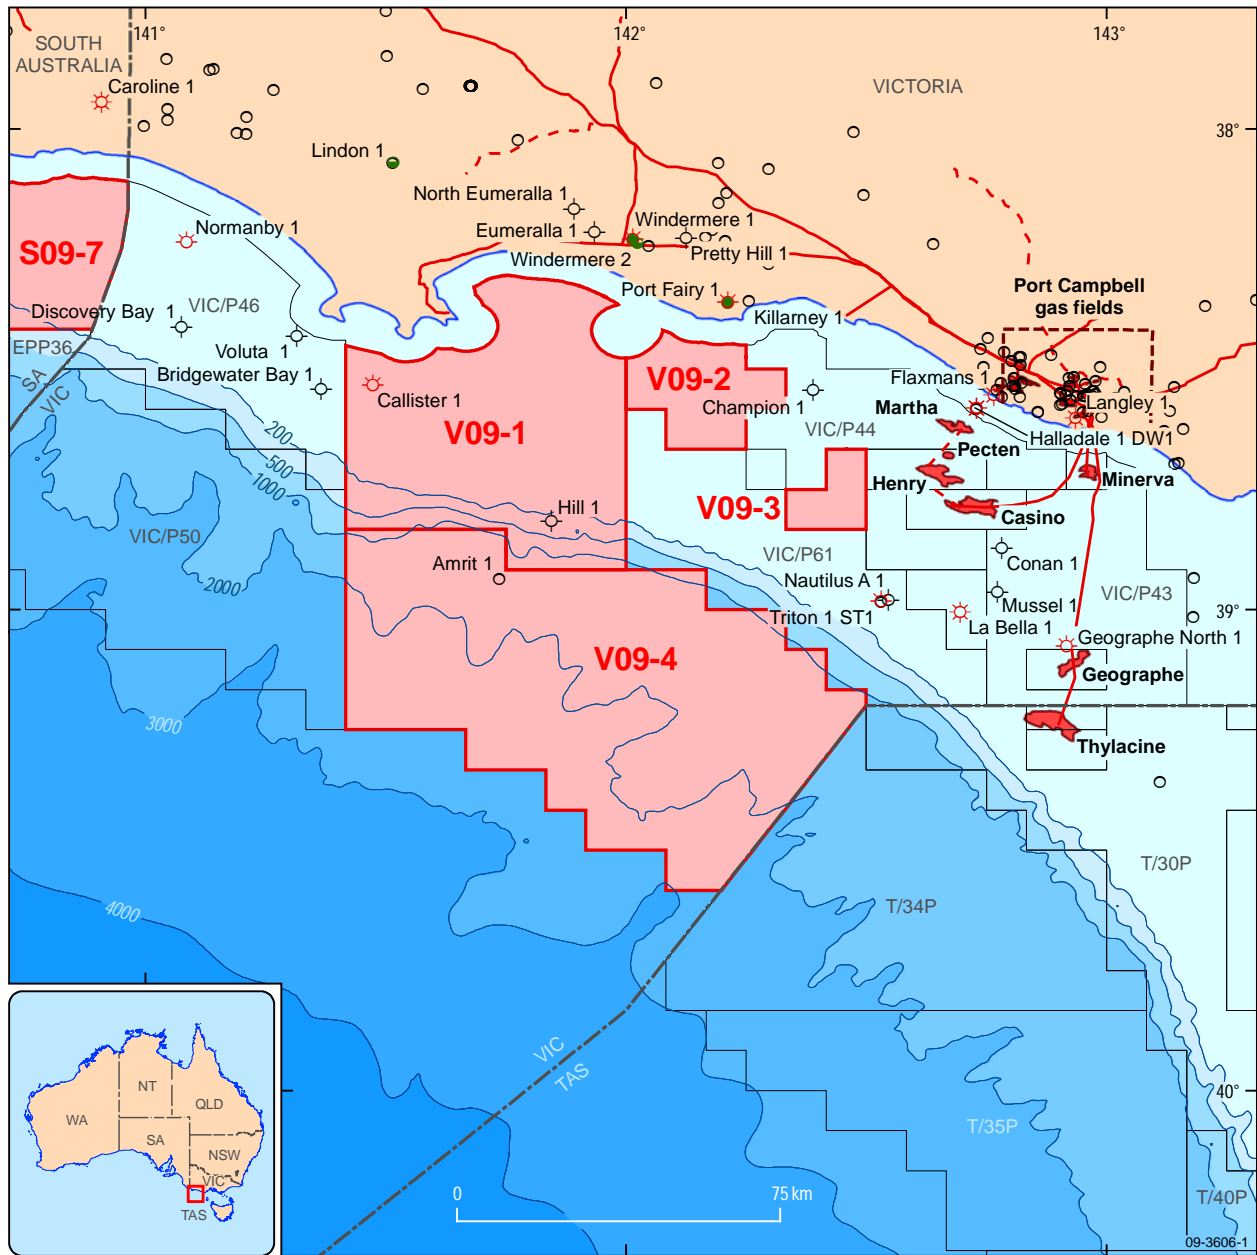 141°
142°
143°
SOUTH
AUSTRALIA
Caroline 1
VICTORIA
38°
Lindon 1
North Eumeralla 1
Eumeralla 1
Windermere 1
Windermere 2
Pretty Hill 1
Normanby 1
S09-7
Port Fairy 1
Port Campbell
gas fields
Discovery Bay 1
VIC/P46
Killarney 1
EPP36
Voluta 1
SA
VIC
Bridgewater Bay 1
Callister 1
V09-2
Flaxmans 1
Langley 1
Champion 1
Martha
V09-1
VIC/P44
Halladale 1 DW1
200
500
1000
Pecten
Henry
Minerva
V09-3
Casino
Hill 1
VIC/P50
VIC/P61
Amrit 1
Conan 1
2000
Nautilus A 1
Mussel 1
VIC/P43
Triton 1 ST1
La Bella 1
39°
Geographe North 1
V09-4
Geographe
3000
Thylacine
T/30P
4000
T/34P
VIC
TAS
40°
T/35P
T/40P
NT
QLD
WA
SA
NSW
VIC
TAS
0
75 km
09-3606-1